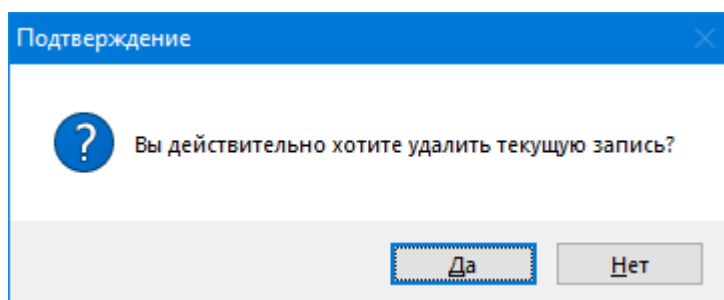 Подтверждение
Вы действительно хотите удалить текущую запись?
Да
Нет